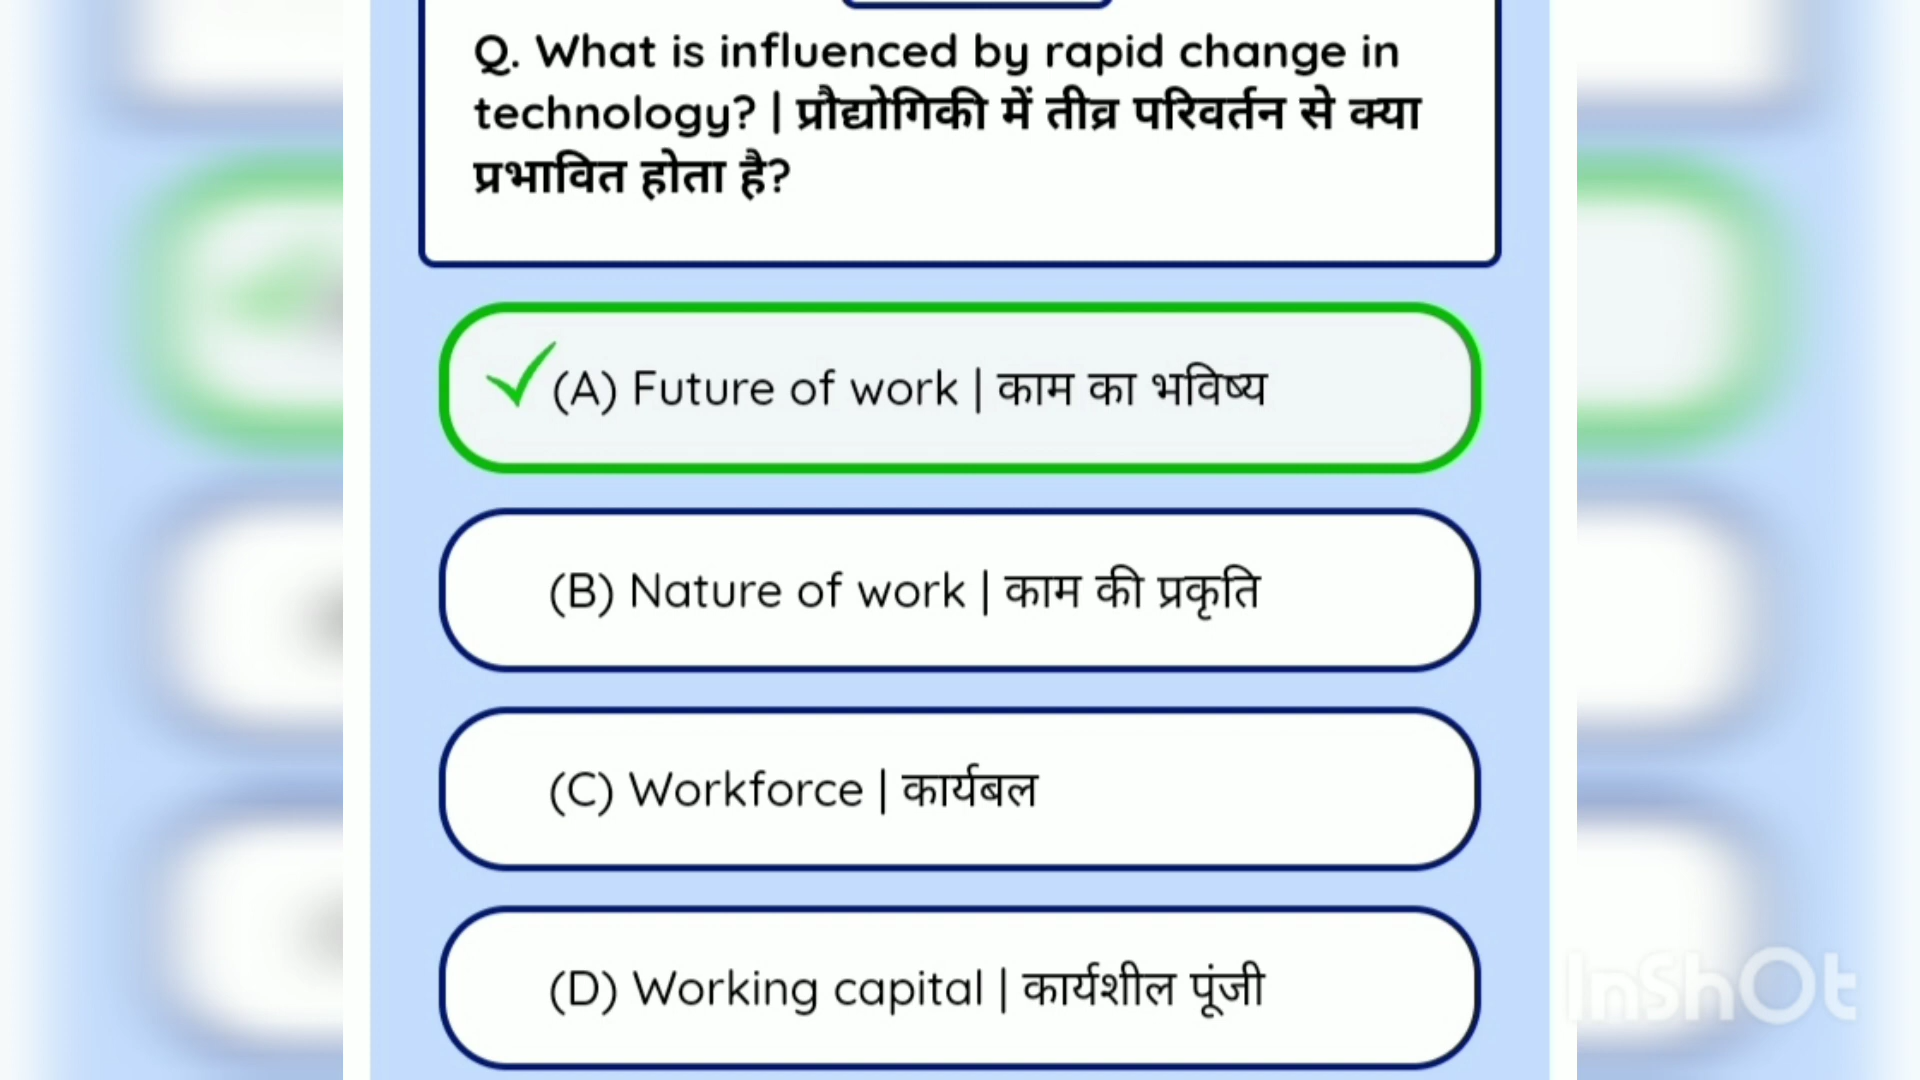 Q. What is influenced by rapid change in
technology? | प्रौद्योगिकी में तीव्र परिवर्तन से क्या
प्रभावित होता है?
(A) Future of work | काम का भविष्य
(B) Nature of work | काम की प्रकृति
(C) Workforce | कार्यबल
(D) Working capital | कार्यशील पूंजी
InShOt